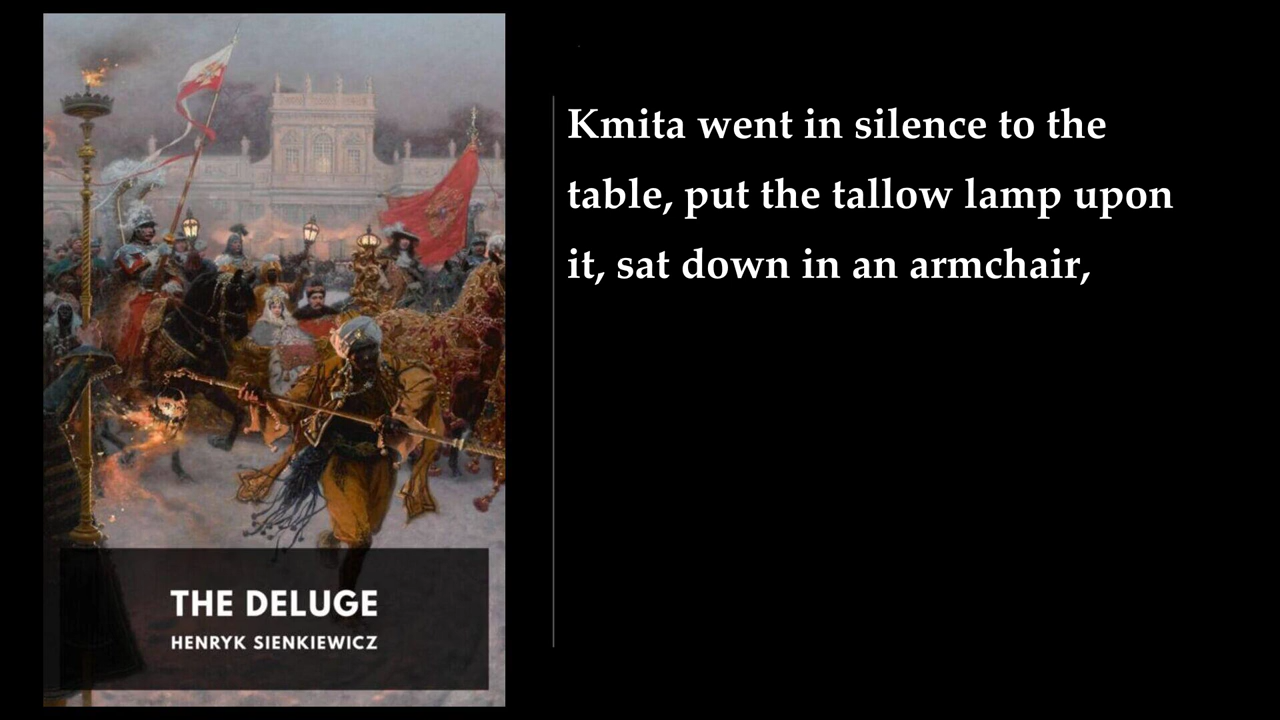 THE DELUGE
HENRYK SIENKIEWICZ
Kmita went in silence to the
table, put the tallow lamp upon
it, sat down in an armchair,